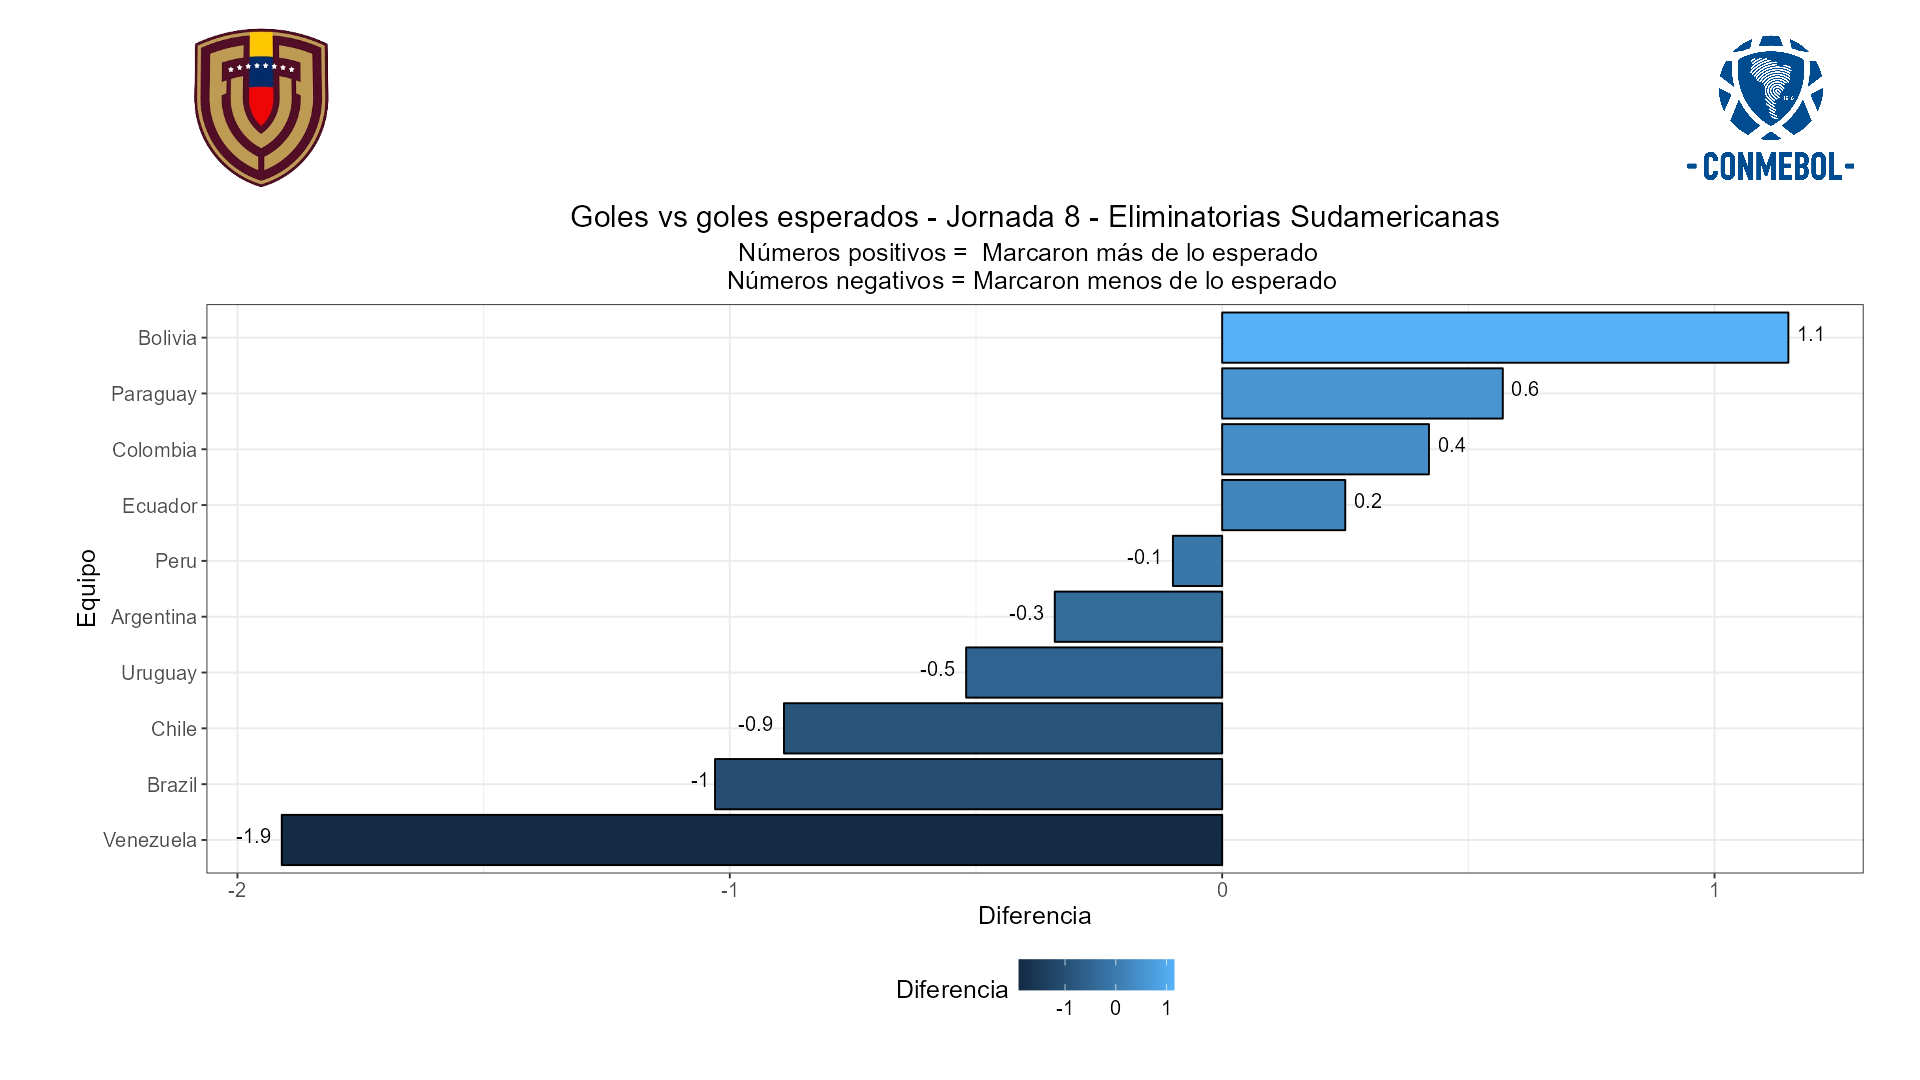 -CONMEBOL-
Goles vs goles esperados - Jornada 8 - Eliminatorias Sudamericanas
Números positivos =  Marcaron más de lo esperado
Números negativos = Marcaron menos de lo esperado
Equipo
Bolivia 1.1
Paraguay 0.6
Colombia 0.4
Ecuador 0.2
Peru -0.1
Argentina -0.3
Uruguay -0.5
Chile -0.9
Brazil -1
Venezuela -1.9
-2 -1 0 1
Diferencia
Diferencia
-1 0 1